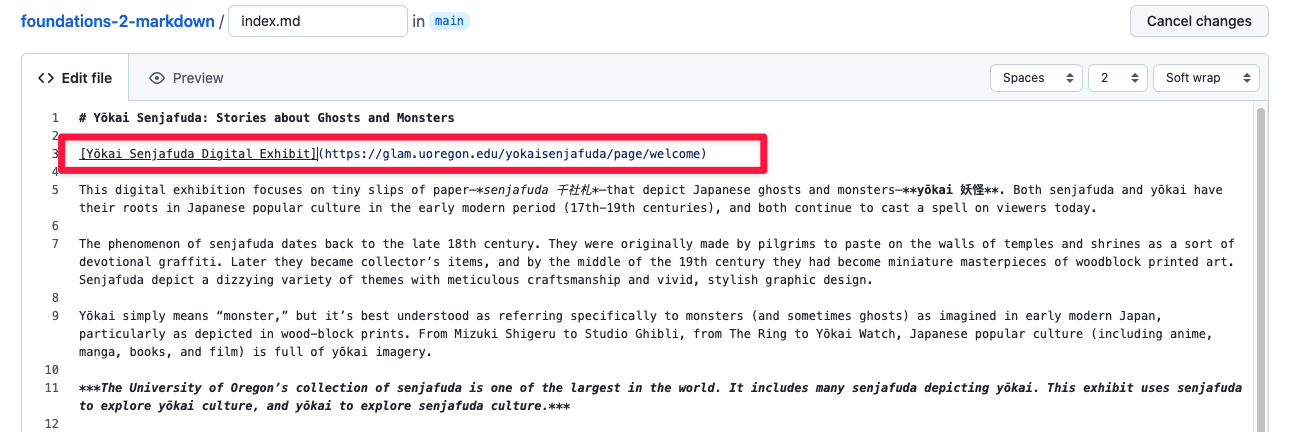 foundations-2-markdown / index.md in main Cancel changes
Edit file Preview Spaces 2 Soft wrap
1 # Yōkai Senjafuda: Stories about Ghosts and Monsters
2
3 [Yōkai Senjafuda Digital Exhibit](https://glam.uoregon.edu/yokaisenjafuda/page/welcome)
4
5 This digital exhibition focuses on tiny slips of paper—*senjafuda 千社札*—that depict Japanese ghosts and monsters—**yōkai 妖怪**. Both senjafuda and yōkai have
their roots in Japanese popular culture in the early modern period (17th–19th centuries), and both continue to cast a spell on viewers today.
6
7 The phenomenon of senjafuda dates back to the late 18th century. They were originally made by pilgrims to paste on the walls of temples and shrines as a sort of
devotional graffiti. Later they became collector’s items, and by the middle of the 19th century they had become miniature masterpieces of woodblock printed art.
Senjafuda depict a dizzying variety of themes with meticulous craftsmanship and vivid, stylish graphic design.
8
9 Yōkai simply means “monster,” but it’s best understood as referring specifically to monsters (and sometimes ghosts) as imagined in early modern Japan,
particularly as depicted in wood-block prints. From Mizuki Shigeru to Studio Ghibli, from The Ring to Yōkai Watch, Japanese popular culture (including anime,
manga, books, and film) is full of yōkai imagery.
10
11 ***The University of Oregon’s collection of senjafuda is one of the largest in the world. It includes many senjafuda depicting yōkai. This exhibit uses senjafuda
to explore yōkai culture, and yōkai to explore senjafuda culture.***
12